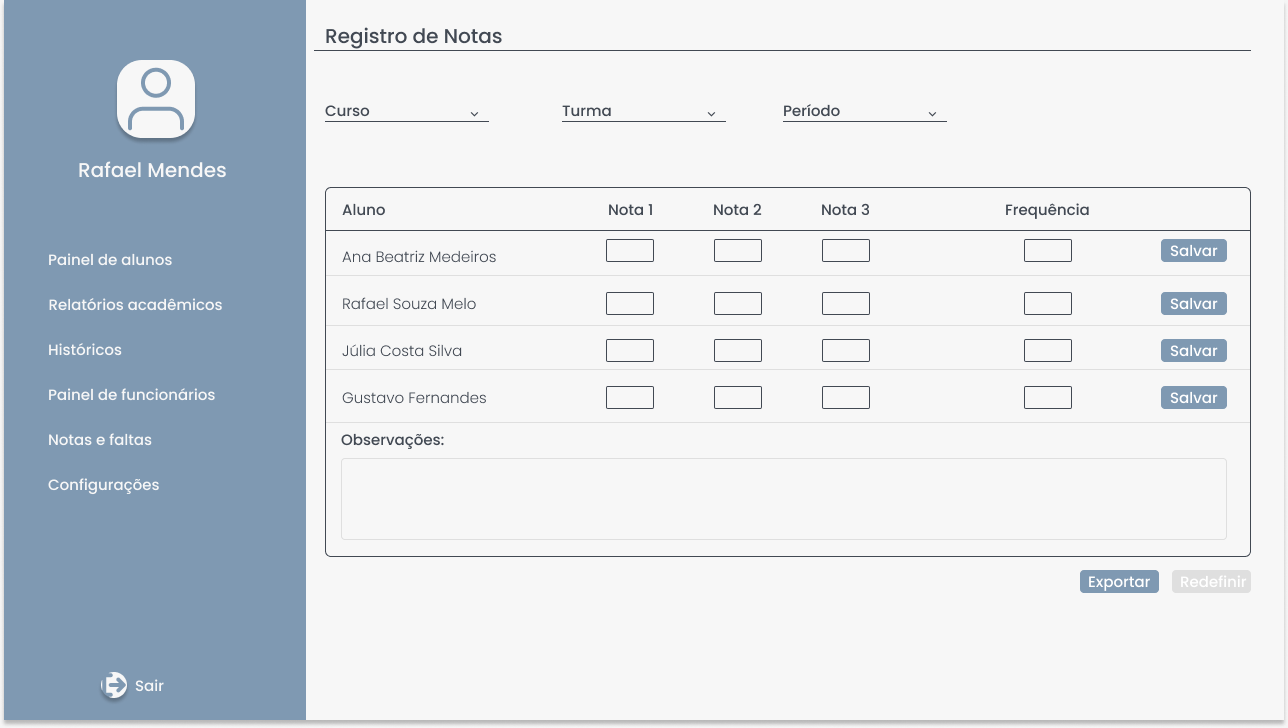 Rafael Mendes
Painel de alunos
Relatórios acadêmicos
Históricos
Painel de funcionários
Notas e faltas
Configurações
Sair
Registro de Notas
Curso Turma Período
Aluno Nota 1 Nota 2 Nota 3 Frequência
Ana Beatriz Medeiros Salvar
Rafael Souza Melo Salvar
Júlia Costa Silva Salvar
Gustavo Fernandes Salvar
Observações:
Exportar Redefinir